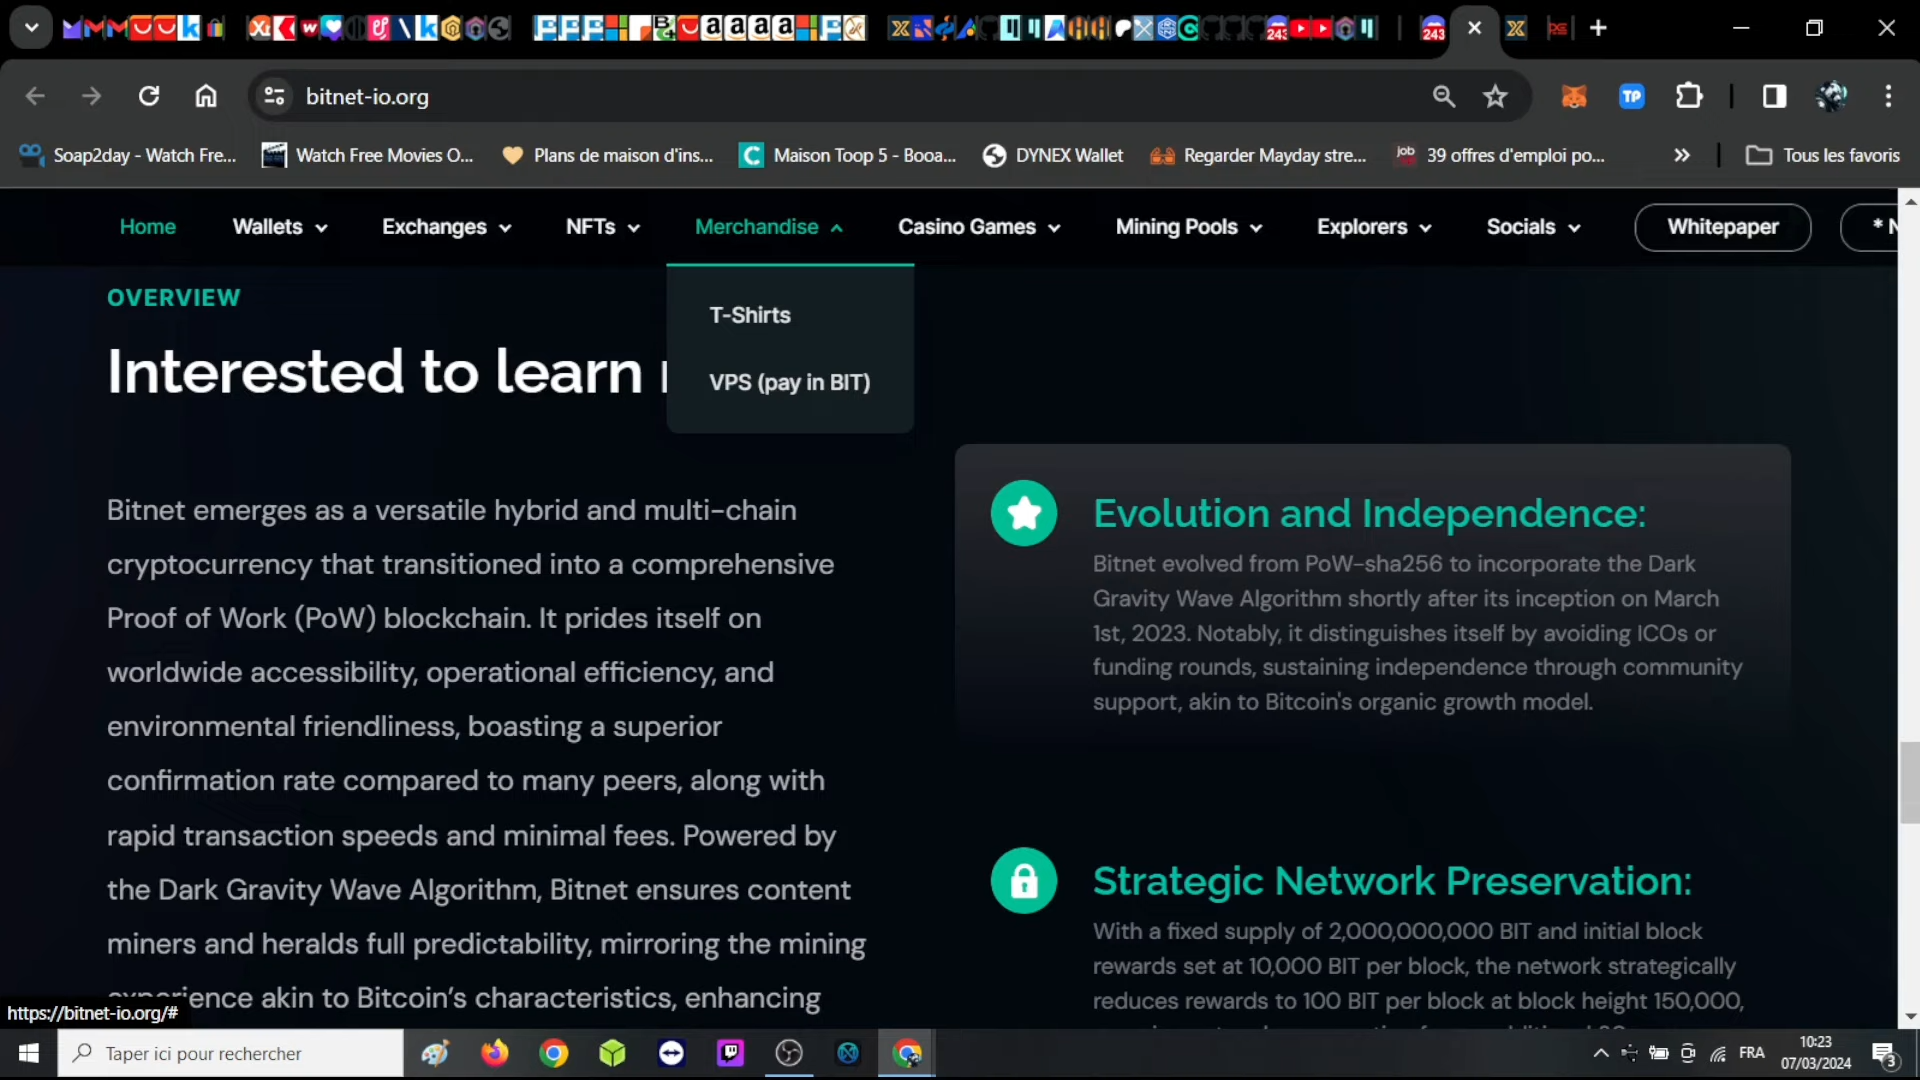 243
243
bitnet-io.org
TP
Soap2day - Watch Fre...
Watch Free Movies O...
Plans de maison d'ins...
Maison Toop 5 - Booa...
DYNEX Wallet
Regarder Mayday stre...
job
39 offres d'emploi po...
Tous les favoris
Home
Wallets
Exchanges
NFTs
Merchandise
Casino Games
Mining Pools
Explorers
Socials
Whitepaper
* N
T-Shirts
VPS (pay in BIT)
OVERVIEW
Interested to learn
Bitnet emerges as a versatile hybrid and multi-chain
cryptocurrency that transitioned into a comprehensive
Proof of Work (PoW) blockchain. It prides itself on
worldwide accessibility, operational efficiency, and
environmental friendliness, boasting a superior
confirmation rate compared to many peers, along with
rapid transaction speeds and minimal fees. Powered by
the Dark Gravity Wave Algorithm, Bitnet ensures content
miners and heralds full predictability, mirroring the mining
experience akin to Bitcoin's characteristics, enhancing
Evolution and Independence:
Bitnet evolved from PoW-sha256 to incorporate the Dark
Gravity Wave Algorithm shortly after its inception on March
1st, 2023. Notably, it distinguishes itself by avoiding ICOs or
funding rounds, sustaining independence through community
support, akin to Bitcoin's organic growth model.
Strategic Network Preservation:
With a fixed supply of 2,000,000,000 BIT and initial block
rewards set at 10,000 BIT per block, the network strategically
reduces rewards to 100 BIT per block at block height 150,000,
https://bitnet-io.org/#
Taper ici pour rechercher
FRA
10:23
07/03/2024
3